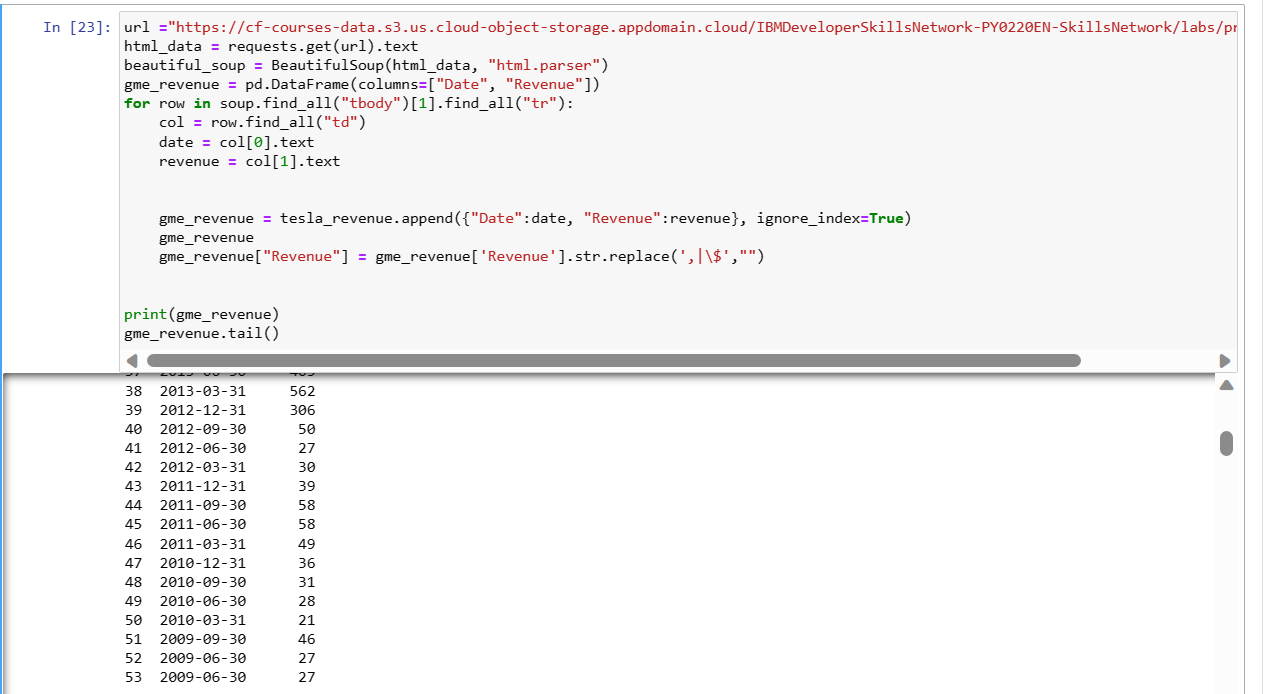 In [23]:
url ="https://cf-courses-data.s3.us.cloud-object-storage.appdomain.cloud/IBMDeveloperSkillsNetwork-PY0220EN-SkillsNetwork/labs/pr
html_data = requests.get(url).text
beautiful_soup = BeautifulSoup(html_data, "html.parser")
gme_revenue = pd.DataFrame(columns=["Date", "Revenue"])
for row in soup.find_all("tbody")[1].find_all("tr"):
    col = row.find_all("td")
    date = col[0].text
    revenue = col[1].text
    gme_revenue = tesla_revenue.append({"Date":date, "Revenue":revenue}, ignore_index=True)
    gme_revenue
    gme_revenue["Revenue"] = gme_revenue['Revenue'].str.replace(',|\$',"")
print(gme_revenue)
gme_revenue.tail()
38  2013-03-31     562
39  2012-12-31     306
40  2012-09-30      50
41  2012-06-30      27
42  2012-03-31      30
43  2011-12-31      39
44  2011-09-30      58
45  2011-06-30      58
46  2011-03-31      49
47  2010-12-31      36
48  2010-09-30      31
49  2010-06-30      28
50  2010-03-31      21
51  2009-09-30      46
52  2009-06-30      27
53  2009-06-30      27